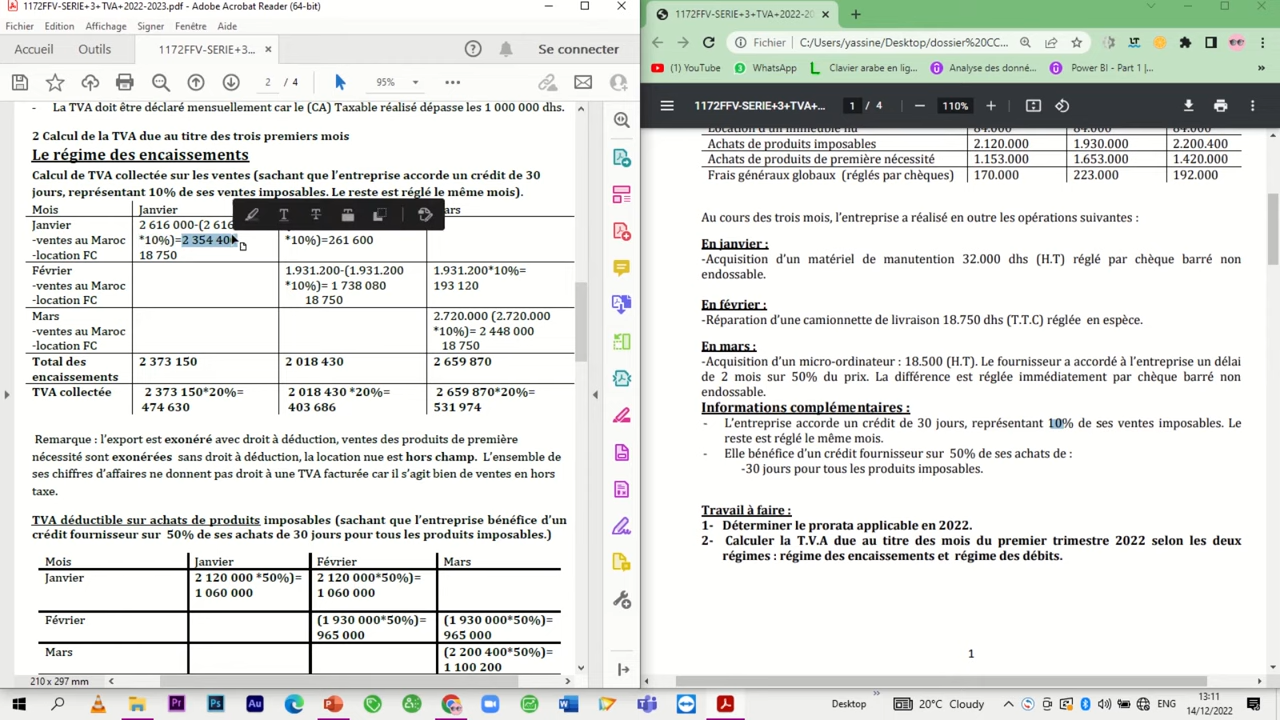 1172FFV-SERIE+3+TVA+2022-2023.pdf - Adobe Acrobat Reader (64-bit)
Fichier Edition Affichage Signer Fenêtre Aide
Accueil Outils 1172FFV-SERIE+3... × Se connecter
2 / 4 95%
- La TVA doit être déclaré mensuellement car le (CA) Taxable réalisé dépasse les 1 000 000 dhs.
2 Calcul de la TVA due au titre des trois premiers mois
Le régime des encaissements
Calcul de TVA collectée sur les ventes (sachant que l'entreprise accorde un crédit de 30
jours, représentant 10% de ses ventes imposables. Le reste est réglé le même mois).
Mois Janvier
Janvier 2 616 000-(2 616
-ventes au Maroc *10%)=2 354 40 *10%)=261 600
-location FC 18 750
Février 1.931.200-(1.931.200 1.931.200*10%=
-ventes au Maroc *10%)= 1 738 080 193 120
-location FC 18 750
Mars 2.720.000 (2.720.000
-ventes au Maroc *10%)= 2 448 000
-location FC 18 750
Total des 2 373 150 2 018 430 2 659 870
encaissements
TVA collectée 2 373 150*20%= 2 018 430 *20%= 2 659 870*20%=
474 630 403 686 531 974
Remarque : l'export est exonéré avec droit à déduction, ventes des produits de première
nécessité sont exonérées sans droit à déduction, la location nue est hors champ. L'ensemble de
ses chiffres d'affaires ne donnent pas droit à une TVA facturée car il s'agit bien de ventes en hors
taxe.
TVA déductible sur achats de produits imposables (sachant que l'entreprise bénéfice d'un
crédit fournisseur sur 50% de ses achats de 30 jours pour tous les produits imposables.)
Mois Janvier Février Mars
Janvier 2 120 000 *50%)= 2 120 000*50%)=
1 060 000 1 060 000
Février (1 930 000*50%)= (1 930 000*50%)=
965 000 965 000
Mars (2 200 400*50%)=
1 100 200
210 x 297 mm
1172FFV-SERIE+3+TVA+2022-20 ×
Fichier C:/Users/yassine/Desktop/dossier%20CC...
(1) YouTube WhatsApp Clavier arabe en lig... Analyse des donné... Power BI - Part 1 |... »
1172FFV-SERIE+3+TVA+... 1 / 4 110%
Location d'un immeuble nu 84.000 84.000 84.000
Achats de produits imposables 2.120.000 1.930.000 2.200.400
Achats de produits de première nécessité 1.153.000 1.653.000 1.420.000
Frais généraux globaux (réglés par chèques) 170.000 223.000 192.000
Au cours des trois mois, l'entreprise a réalisé en outre les opérations suivantes :
En janvier :
-Acquisition d'un matériel de manutention 32.000 dhs (H.T) réglé par chèque barré non
endossable.
En février :
-Réparation d'une camionnette de livraison 18.750 dhs (T.T.C) réglée en espèce.
En mars :
-Acquisition d'un micro-ordinateur : 18.500 (H.T). Le fournisseur a accordé à l'entreprise un délai
de 2 mois sur 50% du prix. La différence est réglée immédiatement par chèque barré non
endossable.
Informations complémentaires :
- L'entreprise accorde un crédit de 30 jours, représentant 10% de ses ventes imposables. Le
reste est réglé le même mois.
- Elle bénéfice d'un crédit fournisseur sur 50% de ses achats de :
-30 jours pour tous les produits imposables.
Travail à faire :
1- Déterminer le prorata applicable en 2022.
2- Calculer la T.V.A due au titre des mois du premier trimestre 2022 selon les deux
régimes : régime des encaissements et régime des débits.
1
Desktop » 20°C Cloudy ENG 13:11
14/12/2022